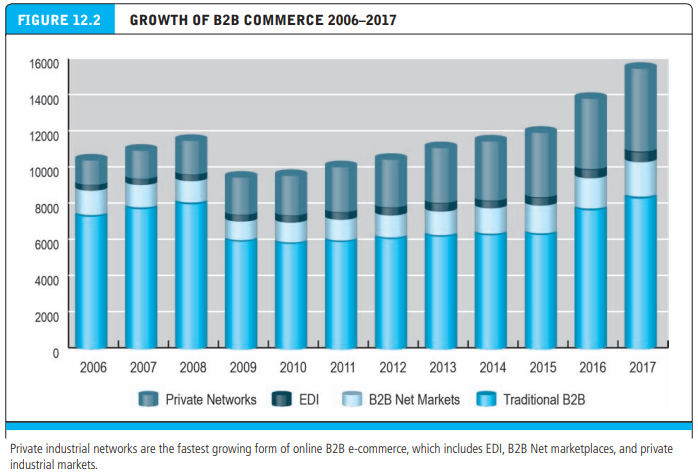 FIGURE 12.2 GROWTH OF B2B COMMERCE 2006–2017
16000
14000
12000
10000
8000
6000
4000
2000
0
2006 2007 2008 2009 2010 2011 2012 2013 2014 2015 2016 2017
Private Networks EDI B2B Net Markets Traditional B2B
Private industrial networks are the fastest growing form of online B2B e-commerce, which includes EDI, B2B Net marketplaces, and private
industrial markets.